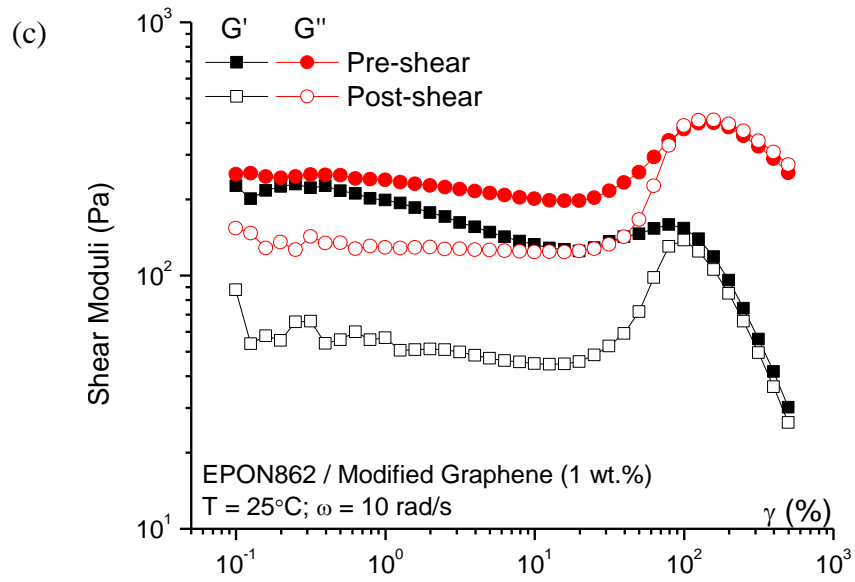 (c)
10³
G' G"
Pre-shear
Post-shear
10²
Shear Moduli (Pa)
EPON862 / Modified Graphene (1 wt.%)
T = 25°C; ω = 10 rad/s
γ (%)
10¹
10⁻¹ 10⁰ 10¹ 10² 10³